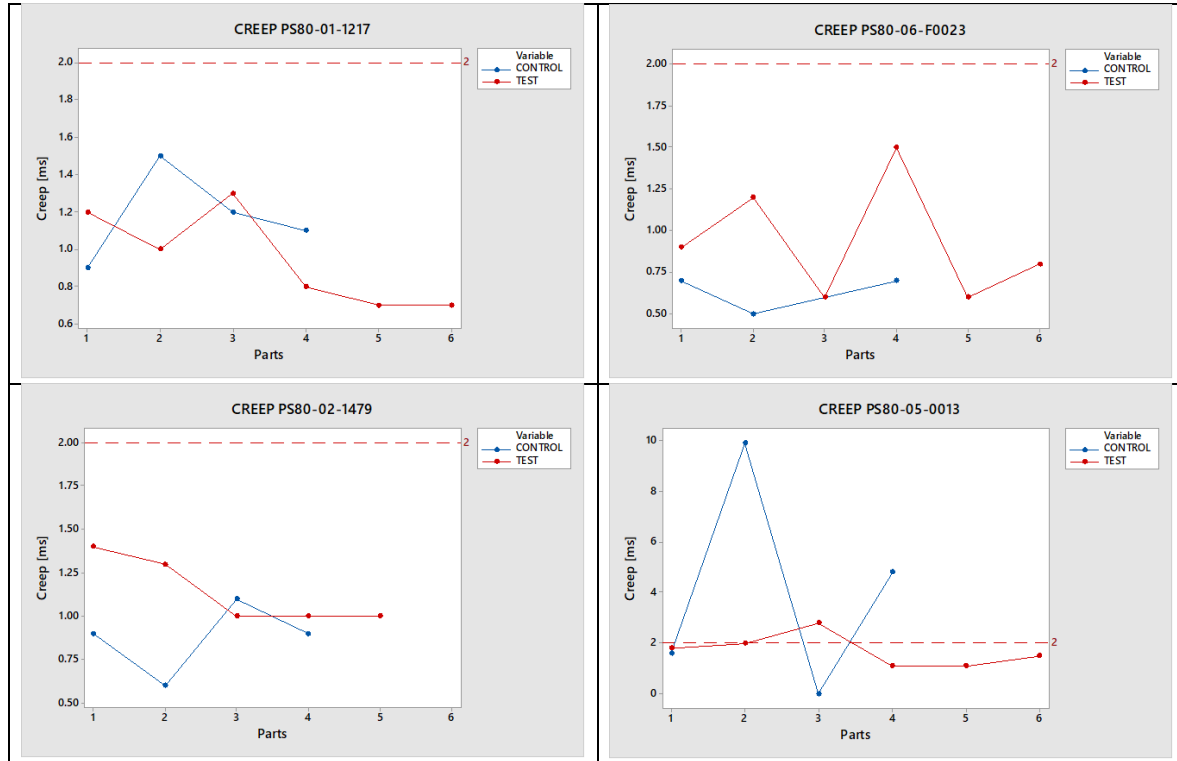 CREEP PS80-01-1217
Variable
CONTROL
TEST
2.0
1.8
1.6
1.4
1.2
1.0
0.8
0.6
2
Creep [ms]
1 2 3 4 5 6
Parts
CREEP PS80-06-F0023
Variable
CONTROL
TEST
2.00
1.75
1.50
1.25
1.00
0.75
0.50
2
Creep [ms]
1 2 3 4 5 6
Parts
CREEP PS80-02-1479
Variable
CONTROL
TEST
2.00
1.75
1.50
1.25
1.00
0.75
0.50
2
Creep [ms]
1 2 3 4 5 6
Parts
CREEP PS80-05-0013
Variable
CONTROL
TEST
10
8
6
4
2
0
2
Creep [ms]
1 2 3 4 5 6
Parts